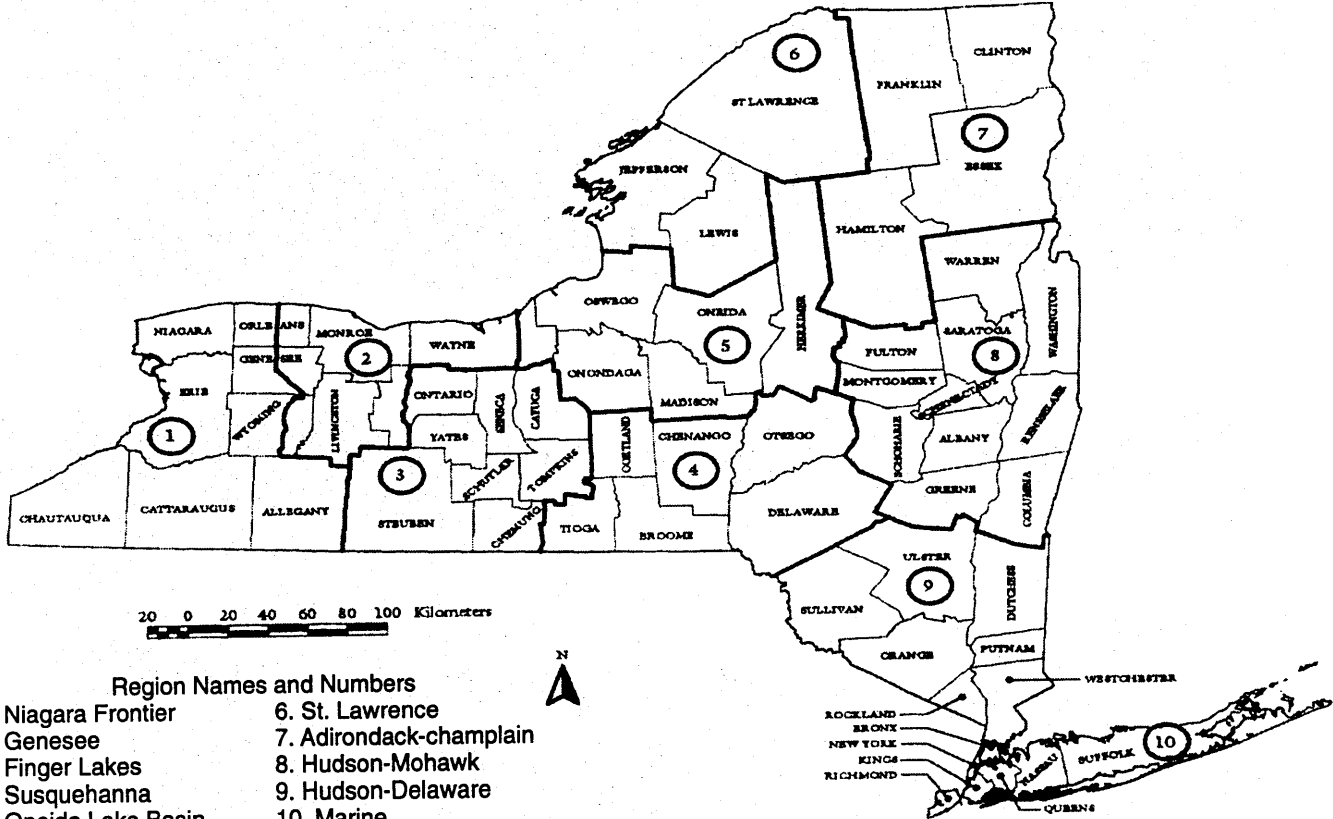 CLINTON
6
FRANKLIN
ST LAWRENCE
7
ESSEX
JEFFERSON
HAMILTON
LEWIS
WARREN
OSWEGO
ONEIDA
HERKIMER
WASHINGTON
NIAGARA
ORLEANS
MONROE
SARATOGA
WAYNE
5
8
FULTON
GENESEE
2
ONONDAGA
MONTGOMERY
SCHENECTADY
ERIE
ONTARIO
SENECA
CAYUGA
MADISON
RENSSELAER
WYOMING
LIVINGSTON
1
YATES
CORTLAND
CHENANGO
OTSEGO
SCHOHARIE
ALBANY
3
SCHUYLER
TOMPKINS
4
GREENE
COLUMBIA
CHAUTAUQUA
CATTARAUGUS
ALLEGANY
STEUBEN
CHEMUNG
TIOGA
BROOME
DELAWARE
ULSTER
9
DUTCHESS
SULLIVAN
20 0 20 40 60 80 100 Kilometers
ORANGE
PUTNAM
N
WESTCHESTER
ROCKLAND
BRONX
NEW YORK
KINGS
RICHMOND
NASSAU
SUFFOLK
10
QUEENS
Region Names and Numbers
Niagara Frontier
Genesee
Finger Lakes
Susquehanna
Oneida Lake Basin
6. St. Lawrence
7. Adirondack-champlain
8. Hudson-Mohawk
9. Hudson-Delaware
10. Marine